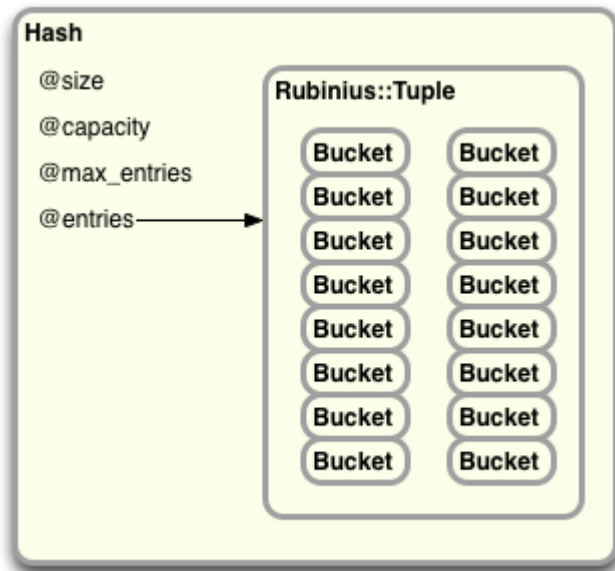 Hash
@size
@capacity
@max_entries
@entries
Rubinius::Tuple
Bucket Bucket
Bucket Bucket
Bucket Bucket
Bucket Bucket
Bucket Bucket
Bucket Bucket
Bucket Bucket
Bucket Bucket